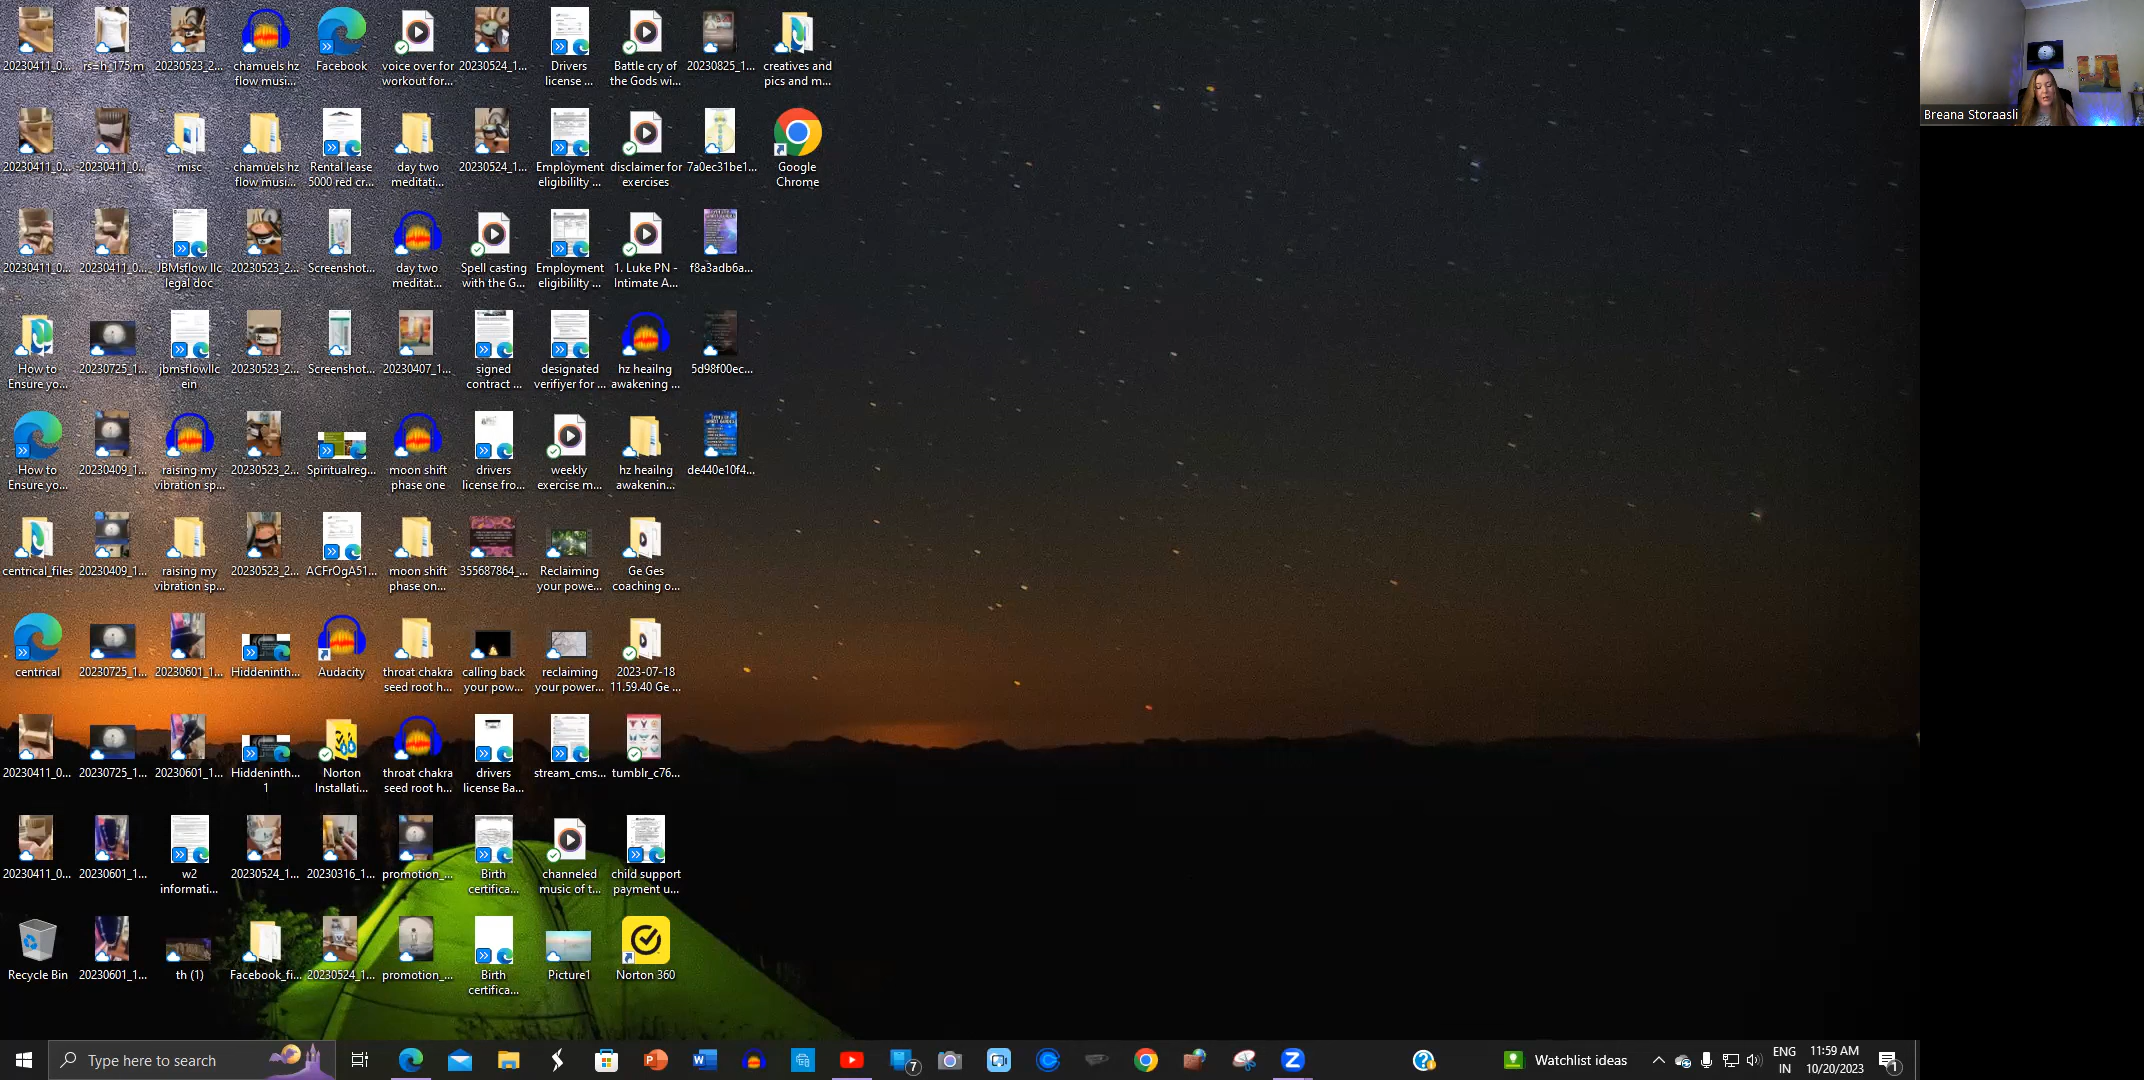 20230411_0...
rs=h_175,m
20230523_2...
chamuels hz
flow musi...
Facebook
voice over for
workout for...
20230524_1...
Drivers
license ...
Battle cry of
the Gods wi...
20230825_1...
creatives and
pics and m...
20230411_0...
20230411_0...
misc
chamuels hz
flow musi...
Rental lease
5000 red cr...
day two
meditati...
20230524_1...
Employment
eligibililty ...
disclaimer for
exercises
7a0ec31be1...
Google
Chrome
20230411_0...
20230411_0...
JBMsflow llc
legal doc
20230523_2...
Screenshot...
day two
meditat...
Spell casting
with the G...
Employment
eligibililty ...
1. Luke PN -
Intimate A...
f8a3adb6a...
How to
Ensure yo...
20230725_1...
jbmsflowllc
ein
20230523_2...
Screenshot...
20230407_1...
signed
contract ...
designated
verifiyer for ...
hz heailng
awakening ...
5d98f00ec...
How to
Ensure yo...
20230409_1...
raising my
vibration sp...
20230523_2...
Spiritualreg...
moon shift
phase one
drivers
license fro...
weekly
exercise m...
hz heailng
awakenin...
de440e10f4...
centrical_files
20230409_1...
raising my
vibration sp...
20230523_2...
ACFrOgA51...
moon shift
phase on...
355687864_...
Reclaiming
your powe...
Ge Ges
coaching o...
centrical
20230725_1...
20230601_1...
Hiddeninth...
Audacity
throat chakra
seed root h...
calling back
your pow...
reclaiming
your power...
2023-07-18
11.59.40 Ge ...
20230411_0...
20230725_1...
20230601_1...
Hiddeninth...
1
Norton
Installati...
throat chakra
seed root h...
drivers
license Ba...
stream_cms...
tumblr_c76...
20230411_0...
20230601_1...
w2
informati...
20230524_1...
20230316_1...
promotion_...
Birth
certifica...
channeled
music of t...
child support
payment u...
Recycle Bin
20230601_1...
th (1)
Facebook_fi...
20230524_1...
promotion_...
Birth
certifica...
Picture1
Norton 360
Breana Storaasli
Type here to search
7
Watchlist ideas
ENG
IN
11:59 AM
10/20/2023
1